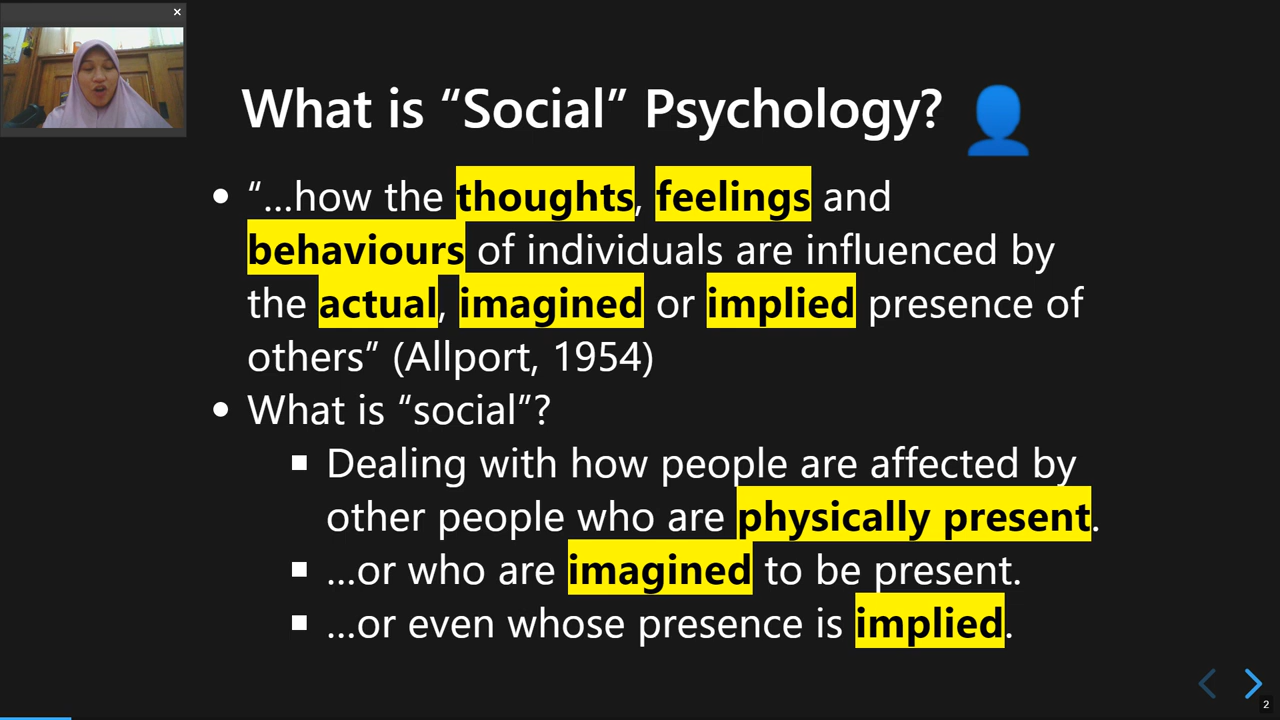 What is “Social” Psychology?
• “...how the thoughts, feelings and
behaviours of individuals are influenced by
the actual, imagined or implied presence of
others” (Allport, 1954)
• What is “social”?
▪ Dealing with how people are affected by
other people who are physically present.
▪ ...or who are imagined to be present.
▪ ...or even whose presence is implied.
2